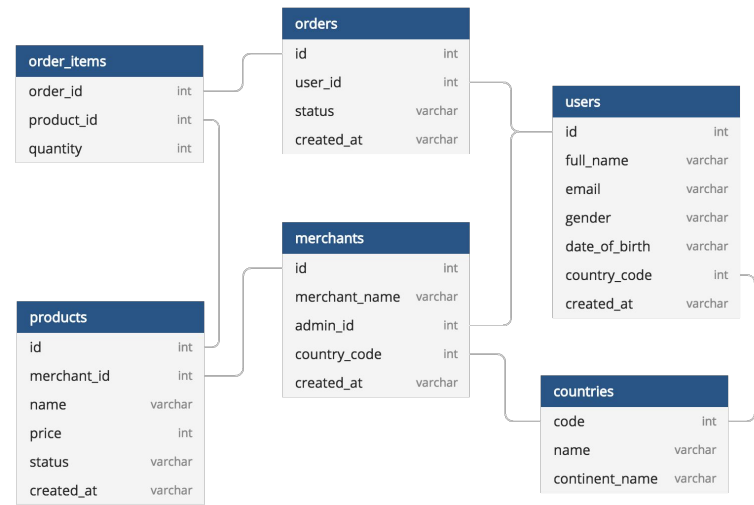 order_items
order_id int
product_id int
quantity int
orders
id int
user_id int
status varchar
created_at varchar
users
id int
full_name varchar
email varchar
gender varchar
date_of_birth varchar
country_code int
created_at varchar
merchants
id int
merchant_name varchar
admin_id int
country_code int
created_at varchar
products
id int
merchant_id int
name varchar
price int
status varchar
created_at varchar
countries
code int
name varchar
continent_name varchar